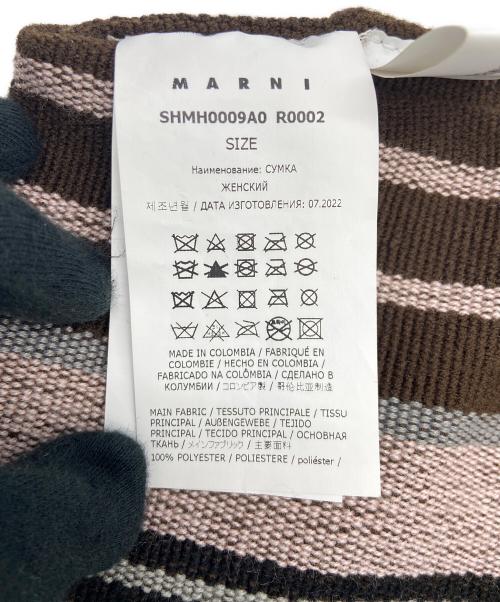 MARNI
SHMH0009A0 R0002
SIZE
Наименование: СУМКА
ЖЕНСКИЙ
제조년월 / ДАТА ИЗГОТОВЛЕНИЯ: 07.2022
MADE IN COLOMBIA / FABRIQUÉ EN
COLOMBIE / HECHO EN COLOMBIA /
FABRICADO NA COLÔMBIA / СДЕЛАНО В
КОЛУМБИИ / コロンビア製 / 哥伦比亚制造
MAIN FABRIC / TESSUTO PRINCIPALE / TISSU
PRINCIPAL / AUßENGEWEBE / TEJIDO
PRINCIPAL / TECIDO PRINCIPAL / ОСНОВНАЯ
ТКАНЬ / メインファブリック / 主要面料
100% POLYESTER / POLIESTERE / poliéster /